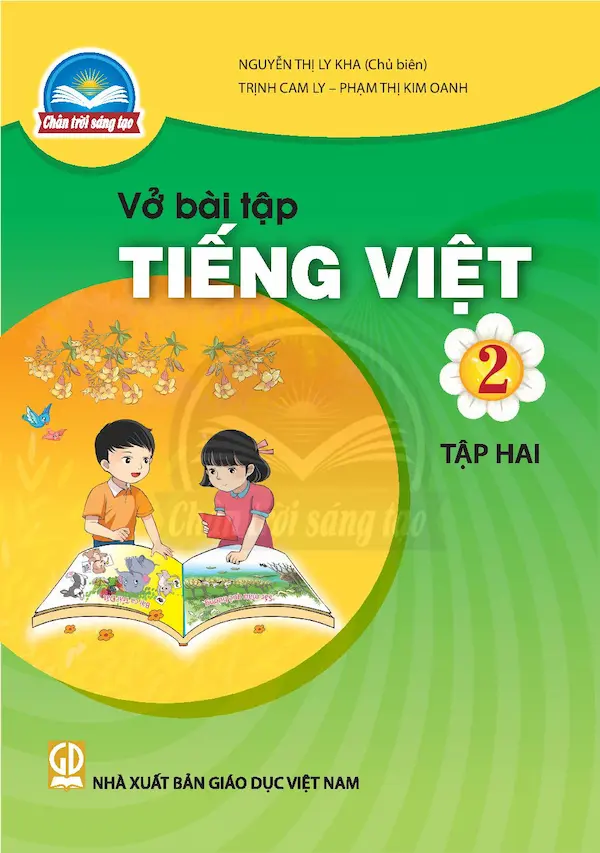 NGUYỄN THỊ LY KHA (Chủ biên)
TRỊNH CAM LY – PHẠM THỊ KIM OANH
Chân trời sáng tạo
Vở bài tập
TIẾNG VIỆT
2
TẬP HAI
Chân trời sáng tạo
GD
NHÀ XUẤT BẢN GIÁO DỤC VIỆT NAM